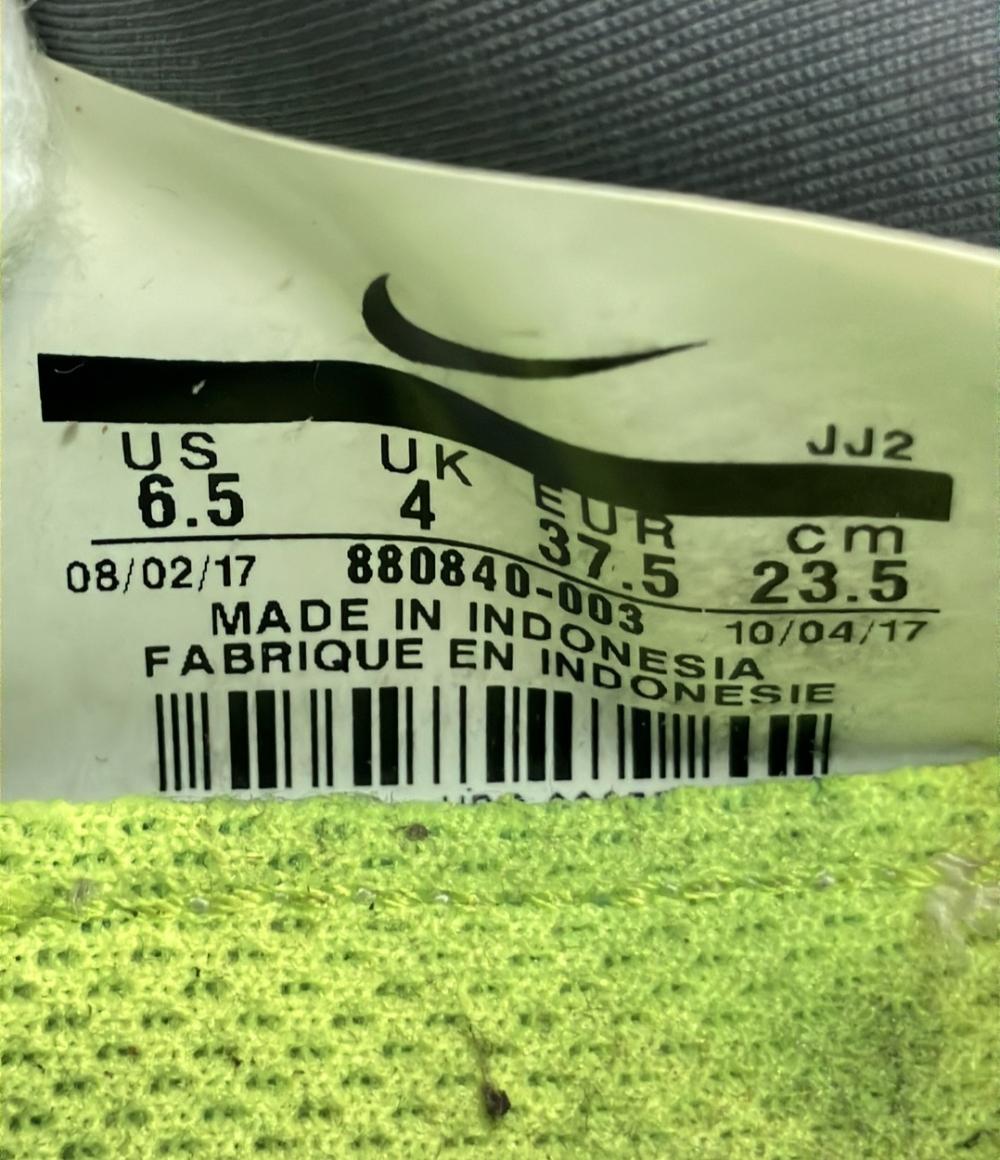 JJ2
US UK EUR cm
6.5 4 37.5 23.5
08/02/17 880840-003 10/04/17
MADE IN INDONESIA
FABRIQUE EN INDONESIE